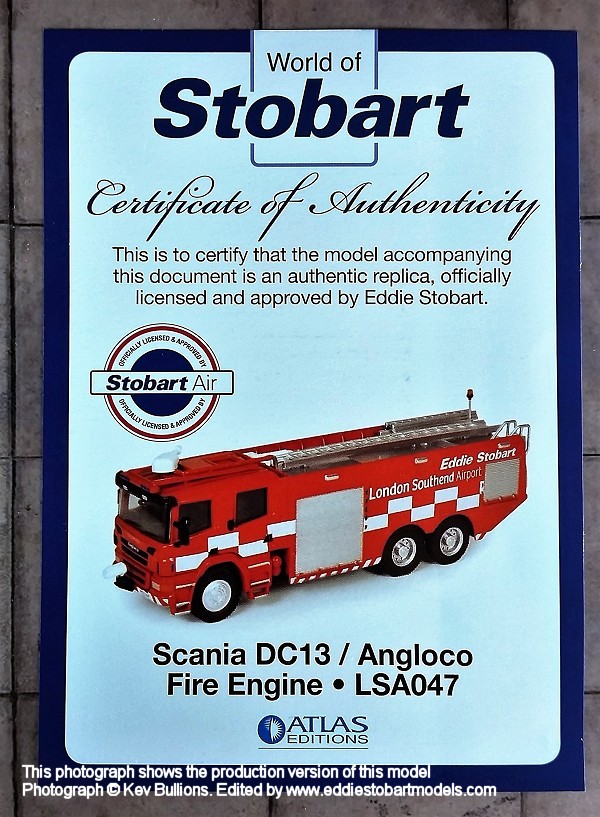 World of
Stobart
Certificate of Authenticity
This is to certify that the model accompanying
this document is an authentic replica, officially
licensed and approved by Eddie Stobart.
OFFICIALLY LICENSED & APPROVED BY
Stobart Air
OFFICIALLY LICENSED & APPROVED BY
Eddie Stobart
London Southend Airport
Scania DC13 / Angloco
Fire Engine • LSA047
ATLAS
EDITIONS
This photograph shows the production version of this model
Photograph © Kev Bullions. Edited by www.eddiestobartmodels.com